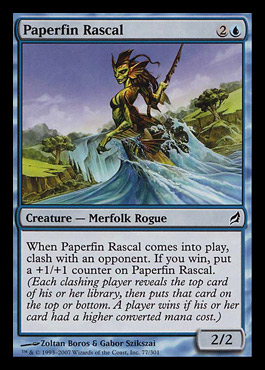 Paperfin Rascal 2
Creature — Merfolk Rogue
When Paperfin Rascal comes into play,
clash with an opponent. If you win, put
a +1/+1 counter on Paperfin Rascal.
(Each clashing player reveals the top card
of his or her library, then puts that card on
the top or bottom. A player wins if his or
her card had a higher converted mana cost.)
Zoltan Boros & Gabor Szikszai
™ & © 1993-2007 Wizards of the Coast, Inc. 77/301
2/2